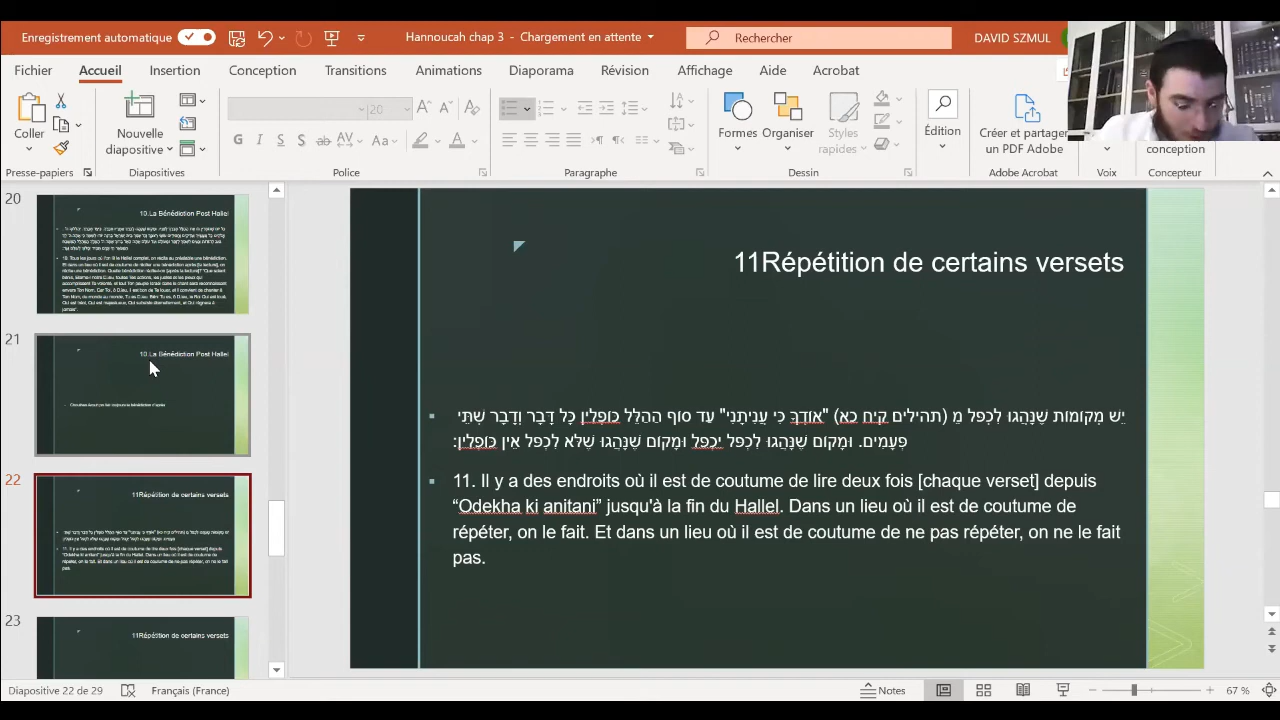 Enregistrement automatique
Hannoucah chap 3 - Chargement en attente
Rechercher
DAVID SZMUL
Fichier Accueil Insertion Conception Transitions Animations Diaporama Révision Affichage Aide Acrobat
Coller
Nouvelle
diapositive
20
Formes Organiser Styles
rapides
Édition
Créer et partager
un PDF Adobe
conception
Presse-papiers Diapositives Police Paragraphe Dessin Adobe Acrobat Voix Concepteur
20
10.La Bénédiction Post Hallel
21
10.La Bénédiction Post Hallel
22
11Répétition de certains versets
23
11Répétition de certains versets
11Répétition de certains versets
יֵשׁ מְקוֹמוֹת שֶׁנָּהֲגוּ לִכְפּל מִ (תהילים קיח כא) "אוֹדְךָ כִּי עֲנִיתָנִי" עַד סוֹף הַהַלֵּל כּוֹפְלִין כָּל דָּבָר וְדָבָר שְׁתֵּי
פְּעָמִים. וּמָקוֹם שֶׁנָּהֲגוּ לִכְפּל יִכְפּל וּמָקוֹם שֶׁנָּהֲגוּ שֶׁלֹּא לִכְפּל אֵין כּוֹפְלִין:
11. Il y a des endroits où il est de coutume de lire deux fois [chaque verset] depuis
“Odekha ki anitani” jusqu'à la fin du Hallel. Dans un lieu où il est de coutume de
répéter, on le fait. Et dans un lieu où il est de coutume de ne pas répéter, on ne le fait
pas.
Diapositive 22 de 29 Français (France) Notes 67 %